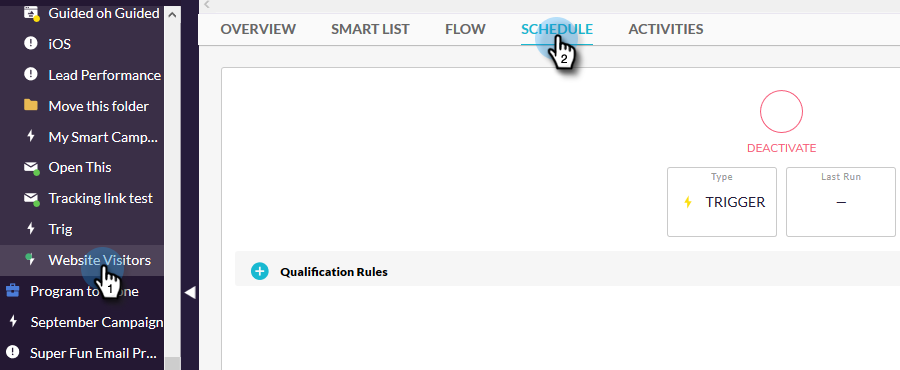 Guided oh Guided
iOS
Lead Performance
Move this folder
My Smart Camp...
Open This
Tracking link test
Trig
Website Visitors
1
Program to
one
September Campaign
Super Fun Email Pr...
OVERVIEW SMART LIST FLOW SCHEDULE ACTIVITIES
2
DEACTIVATE
Type
TRIGGER
Last Run
—
Qualification Rules